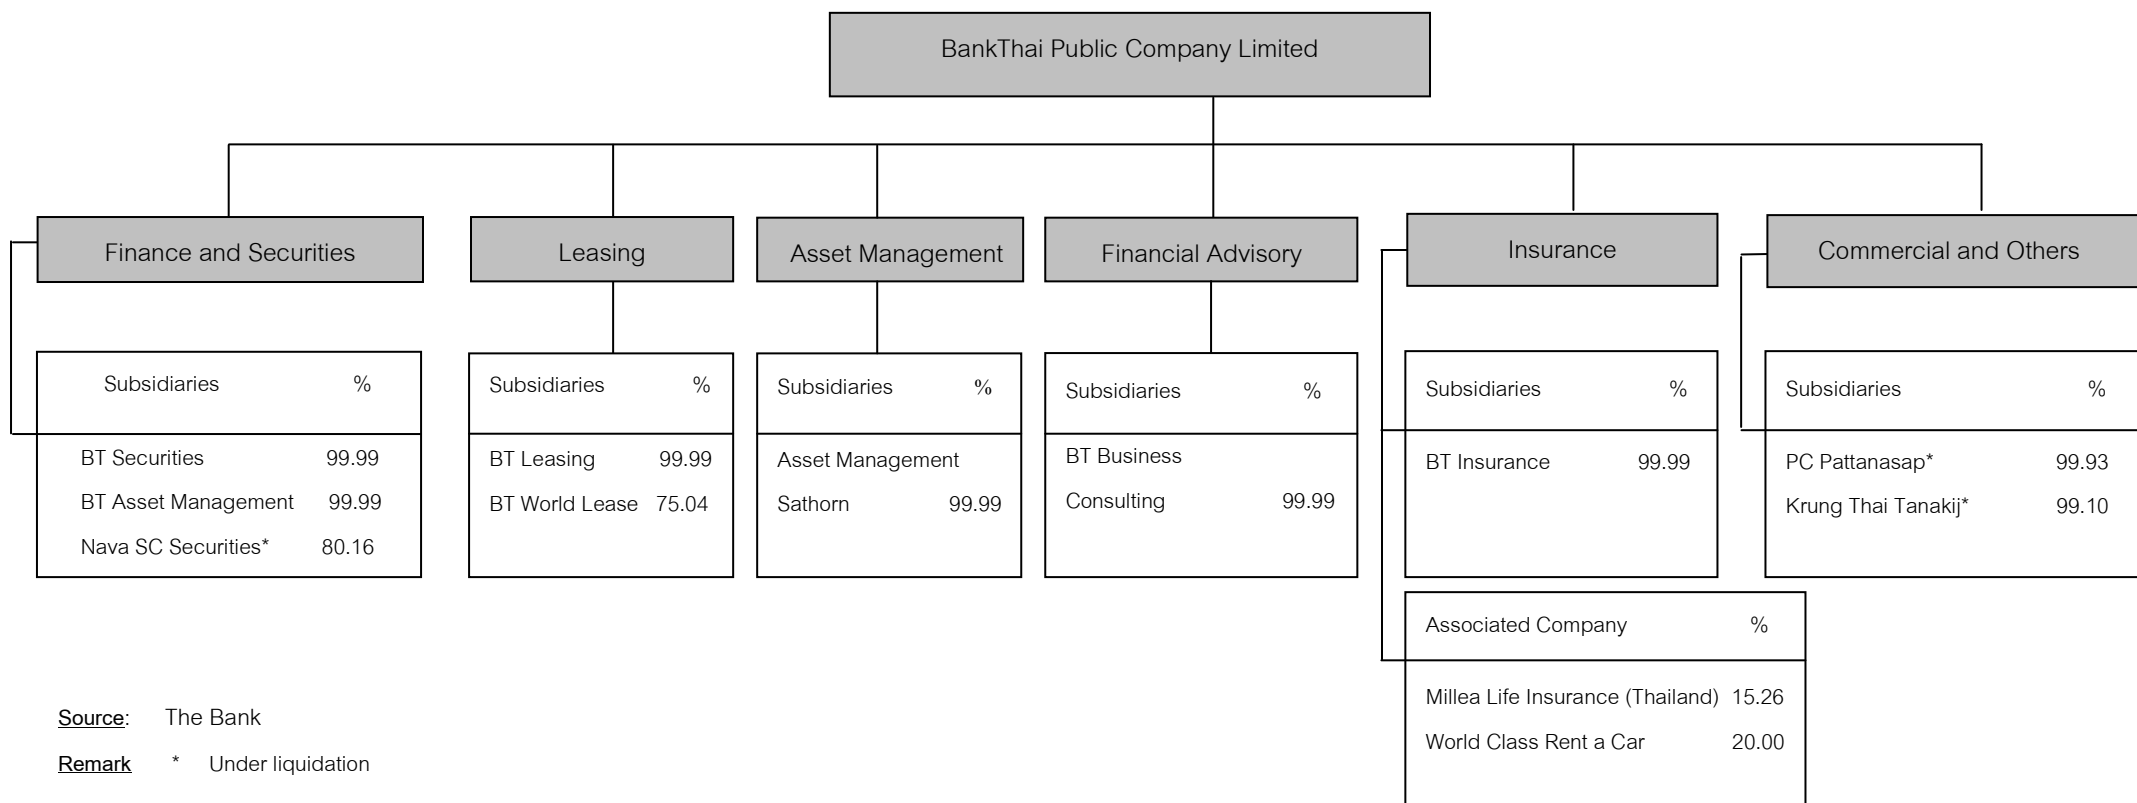 BankThai Public Company Limited
Finance and Securities
Leasing
Asset Management
Financial Advisory
Insurance
Commercial and Others
Subsidiaries %
BT Securities 99.99
BT Asset Management 99.99
Nava SC Securities* 80.16
Subsidiaries %
BT Leasing 99.99
BT World Lease 75.04
Subsidiaries %
Asset Management
Sathorn 99.99
Subsidiaries %
BT Business
Consulting 99.99
Subsidiaries %
BT Insurance 99.99
Subsidiaries %
PC Pattanasap* 99.93
Krung Thai Tanakij* 99.10
Associated Company %
Millea Life Insurance (Thailand) 15.26
World Class Rent a Car 20.00
Source: The Bank
Remark * Under liquidation